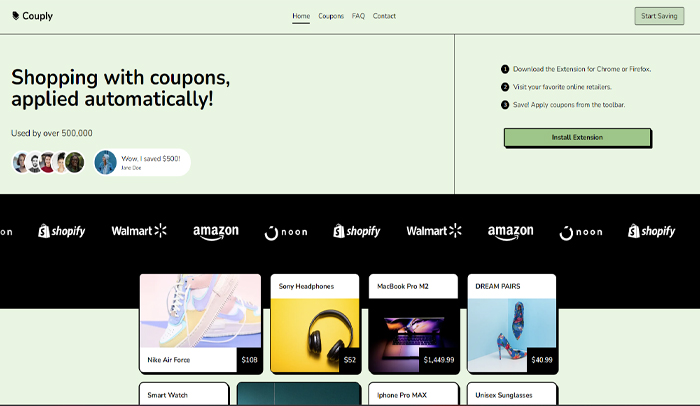 Couply
Home Coupons FAQ Contact
Start Saving
Shopping with coupons,
applied automatically!
Used by over 500,000
Wow, I saved $500!
Jane Doe
1 Download the Extension for Chrome or Firefox.
2 Visit your favorite online retailers.
3 Save! Apply coupons from the toolbar.
Install Extension
on shopify Walmart amazon noon shopify Walmart amazon noon shopify
Nike Air Force
$108
Sony Headphones
$52
MacBook Pro M2
$1,449.99
DREAM PAIRS
$40.99
Smart Watch
Iphone Pro MAX
Unisex Sunglasses